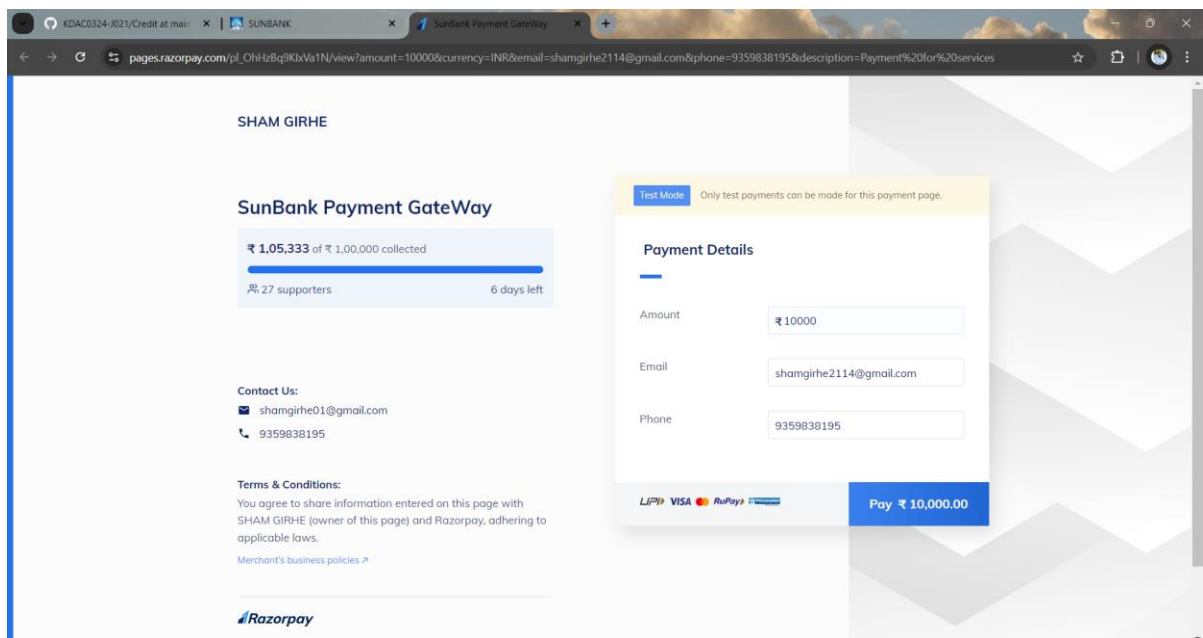 KDAC0324-J021/Credit at main
SUNBANK
SunBank Payment GateWay
pages.razorpay.com/pl_OhHzBq9KlxVa1N/view?amount=10000&currency=INR&email=shamgirhe2114@gmail.com&phone=9359838195&description=Payment%20for%20services
SHAM GIRHE
SunBank Payment GateWay
₹ 1,05,333 of ₹ 1,00,000 collected
27 supporters
6 days left
Contact Us:
shamgirhe01@gmail.com
9359838195
Terms & Conditions:
You agree to share information entered on this page with
SHAM GIRHE (owner of this page) and Razorpay, adhering to
applicable laws.
Merchant's business policies
Razorpay
Test Mode
Only test payments can be made for this payment page.
Payment Details
Amount
₹ 10000
Email
shamgirhe2114@gmail.com
Phone
9359838195
UPI VISA RuPay
Pay ₹ 10,000.00